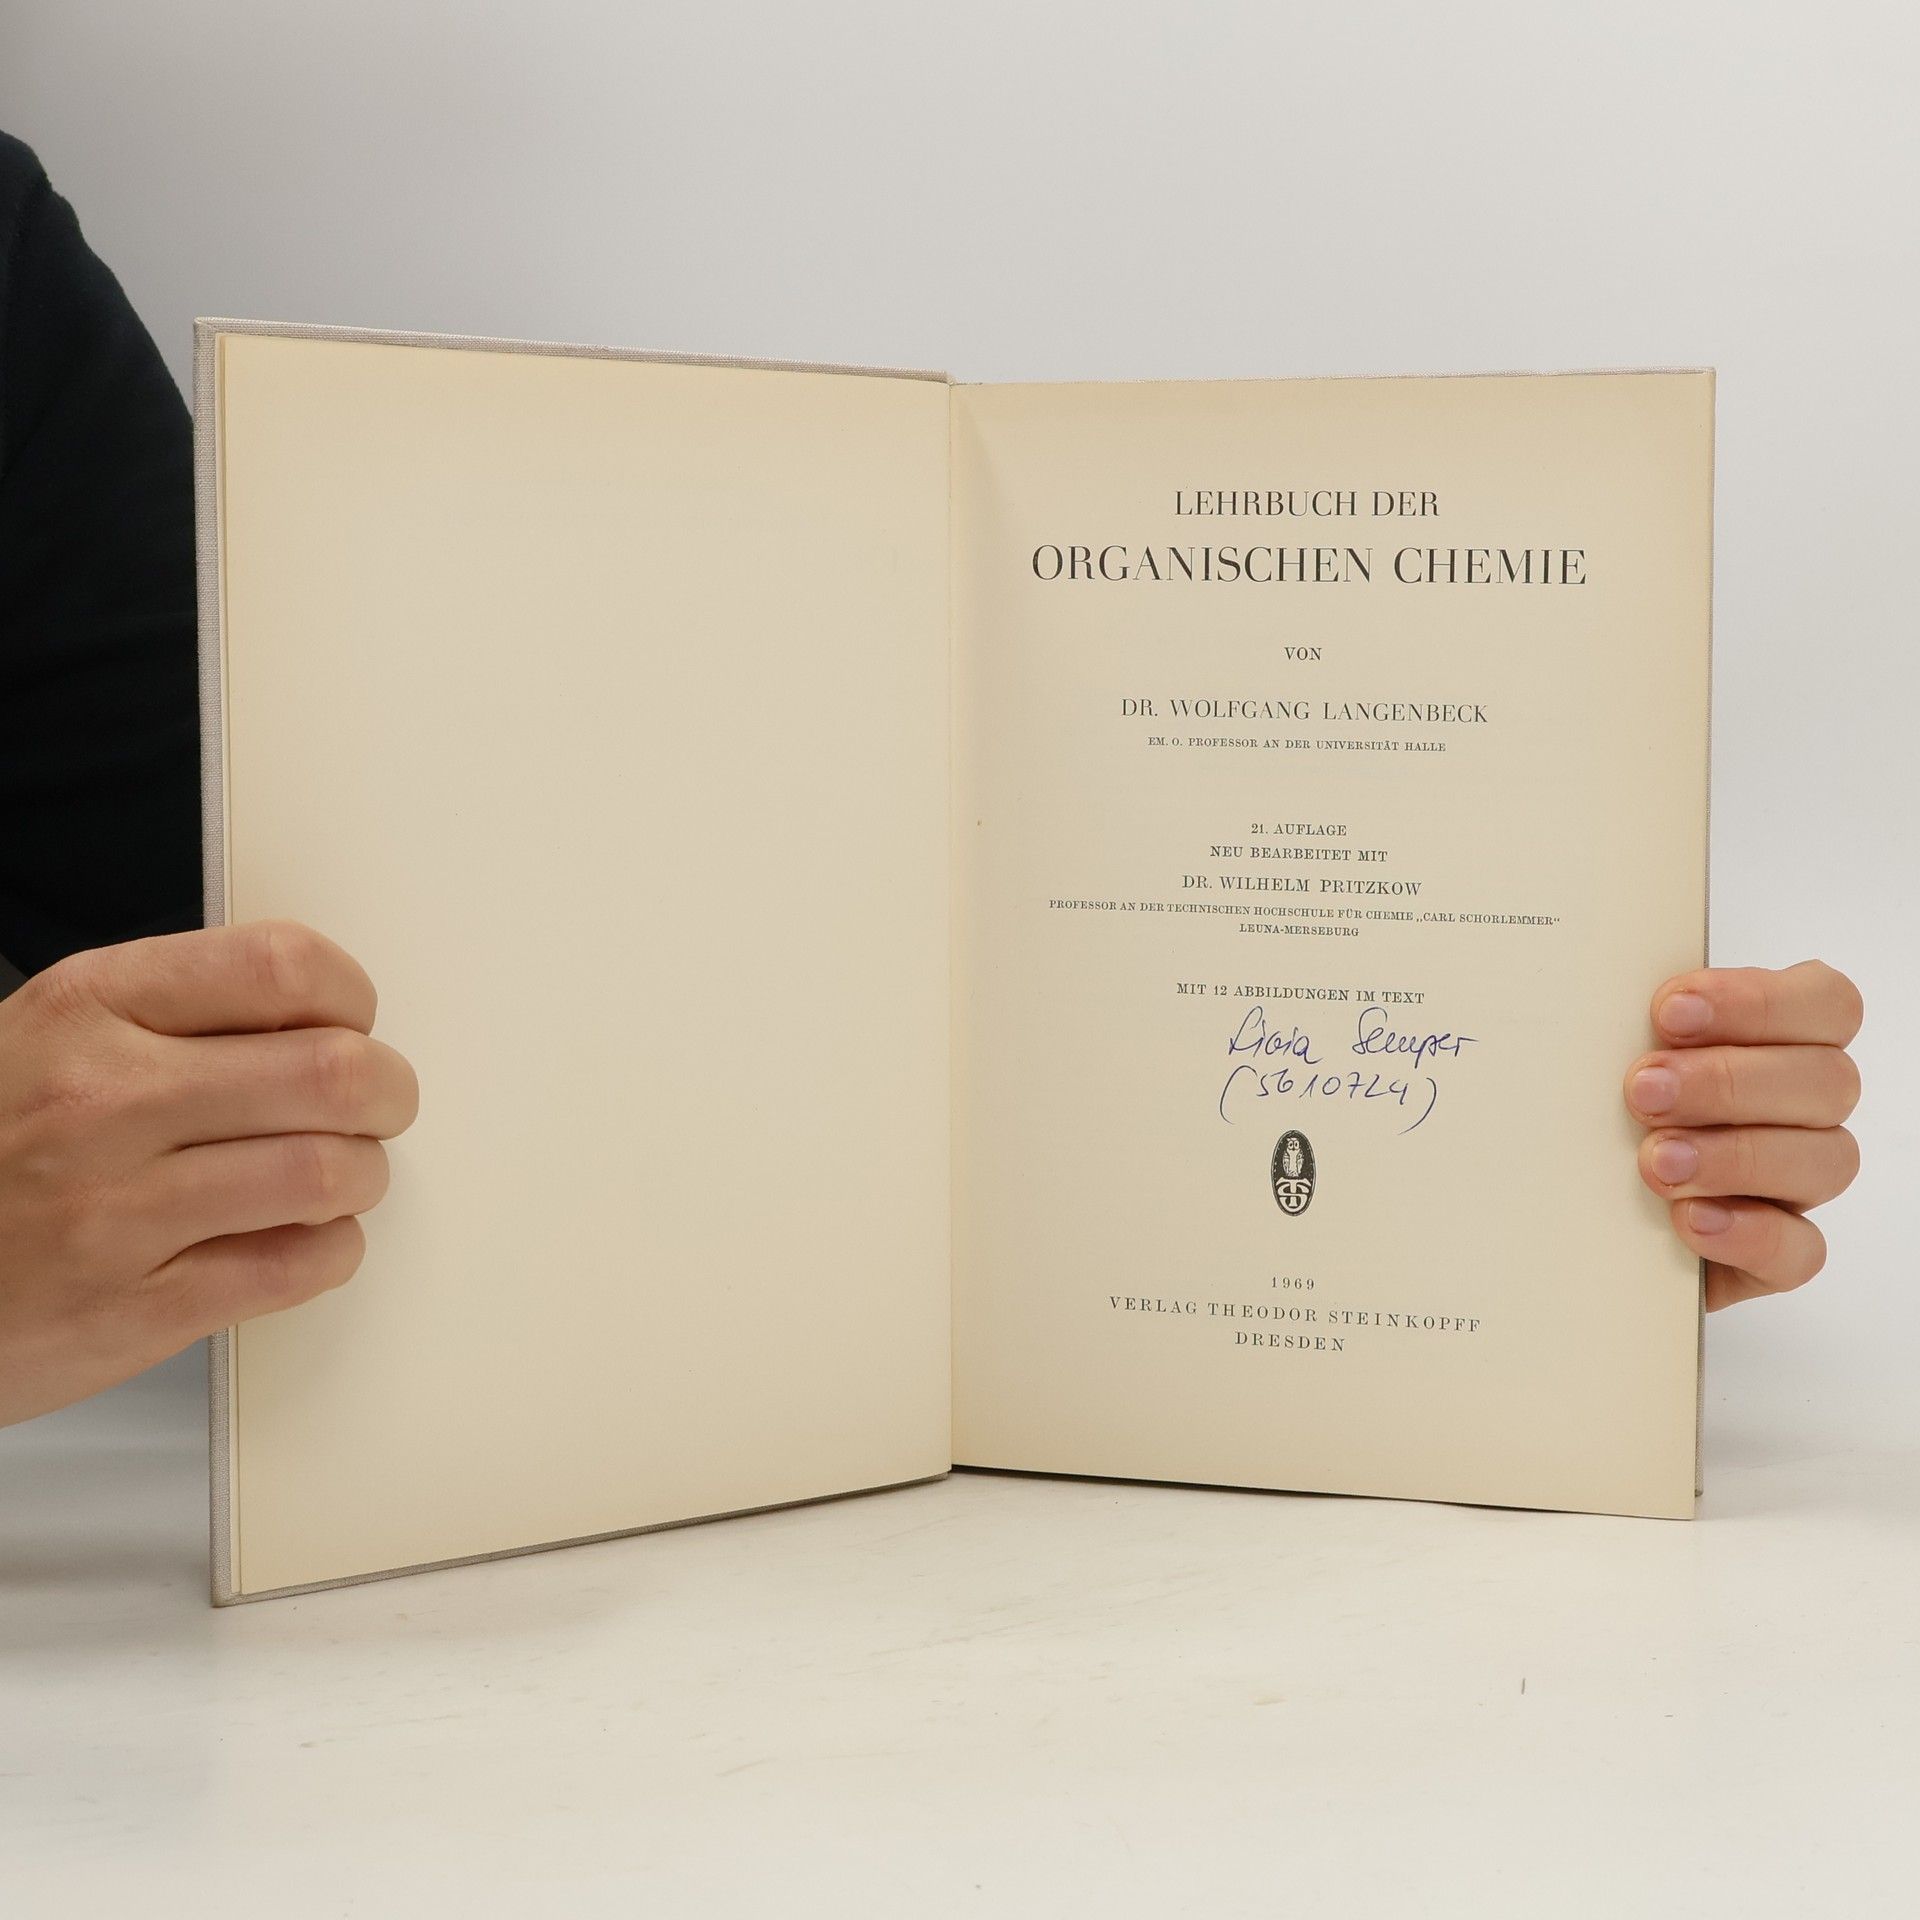 LEHRBUCH DER
ORGANISCHEN CHEMIE
VON
DR. WOLFGANG LANGENBECK
EM. O. PROFESSOR AN DER UNIVERSITÄT HALLE
21. AUFLAGE
NEU BEARBEITET MIT
DR. WILHELM PRITZKOW
PROFESSOR AN DER TECHNISCHEN HOCHSCHULE FÜR CHEMIE „CARL SCHORLEMMER“
LEUNA-MERSEBURG
MIT 12 ABBILDUNGEN IM TEXT
Livia Semper
(5610724)
1969
VERLAG THEODOR STEINKOPFF
DRESDEN